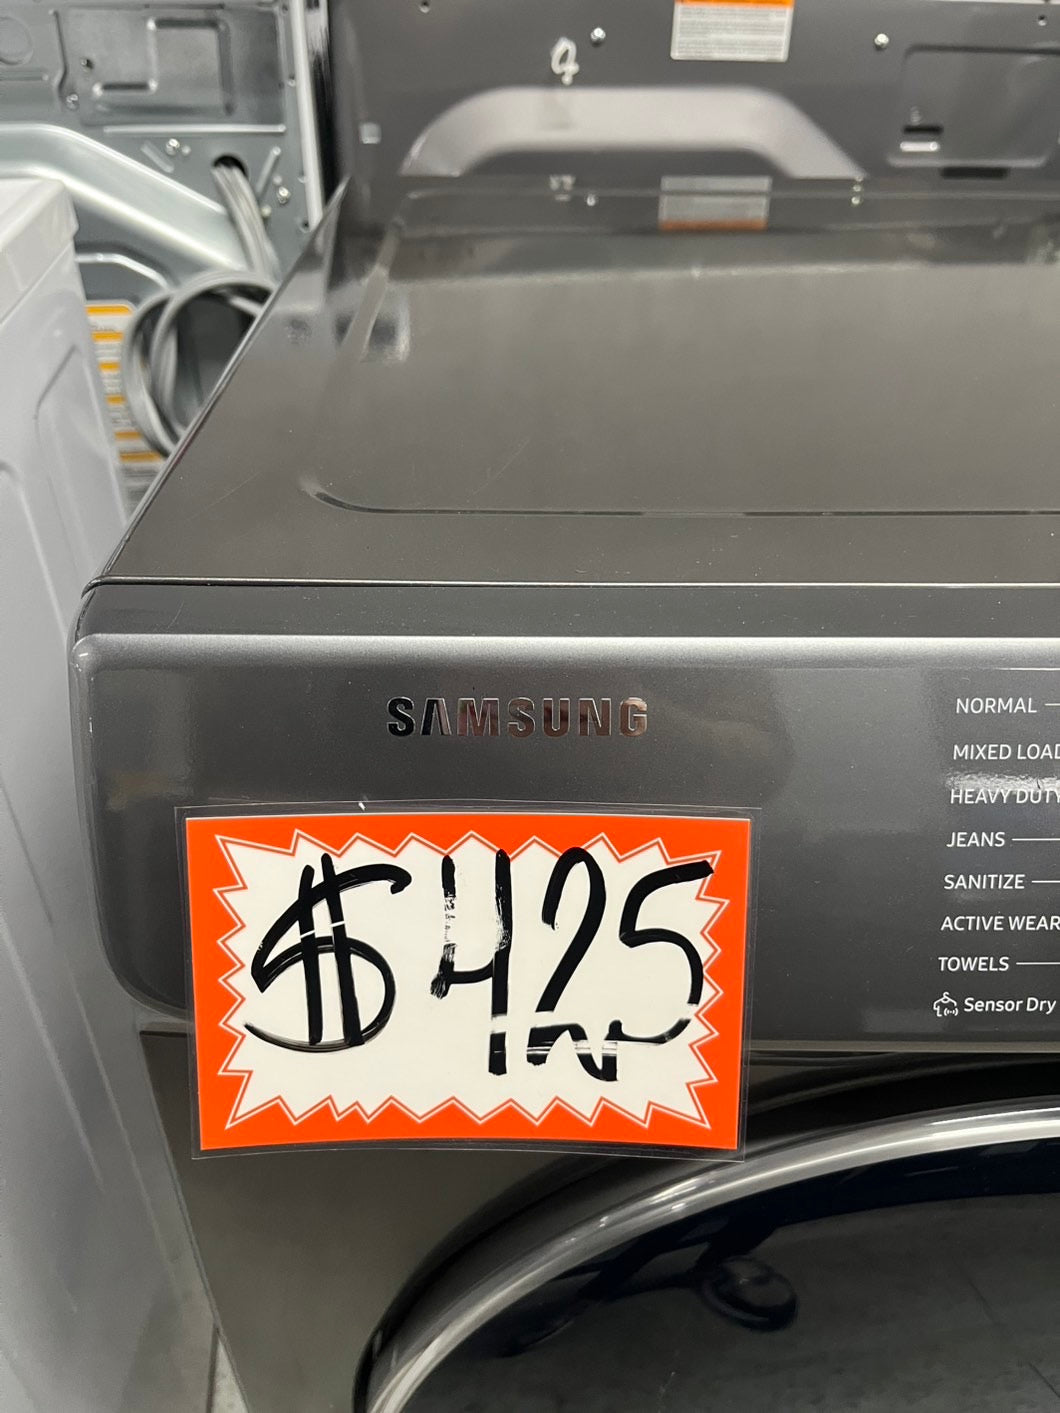 SAMSUNG
$425
NORMAL
MIXED LOAD
HEAVY DUTY
JEANS
SANITIZE
ACTIVE WEAR
TOWELS
Sensor Dry